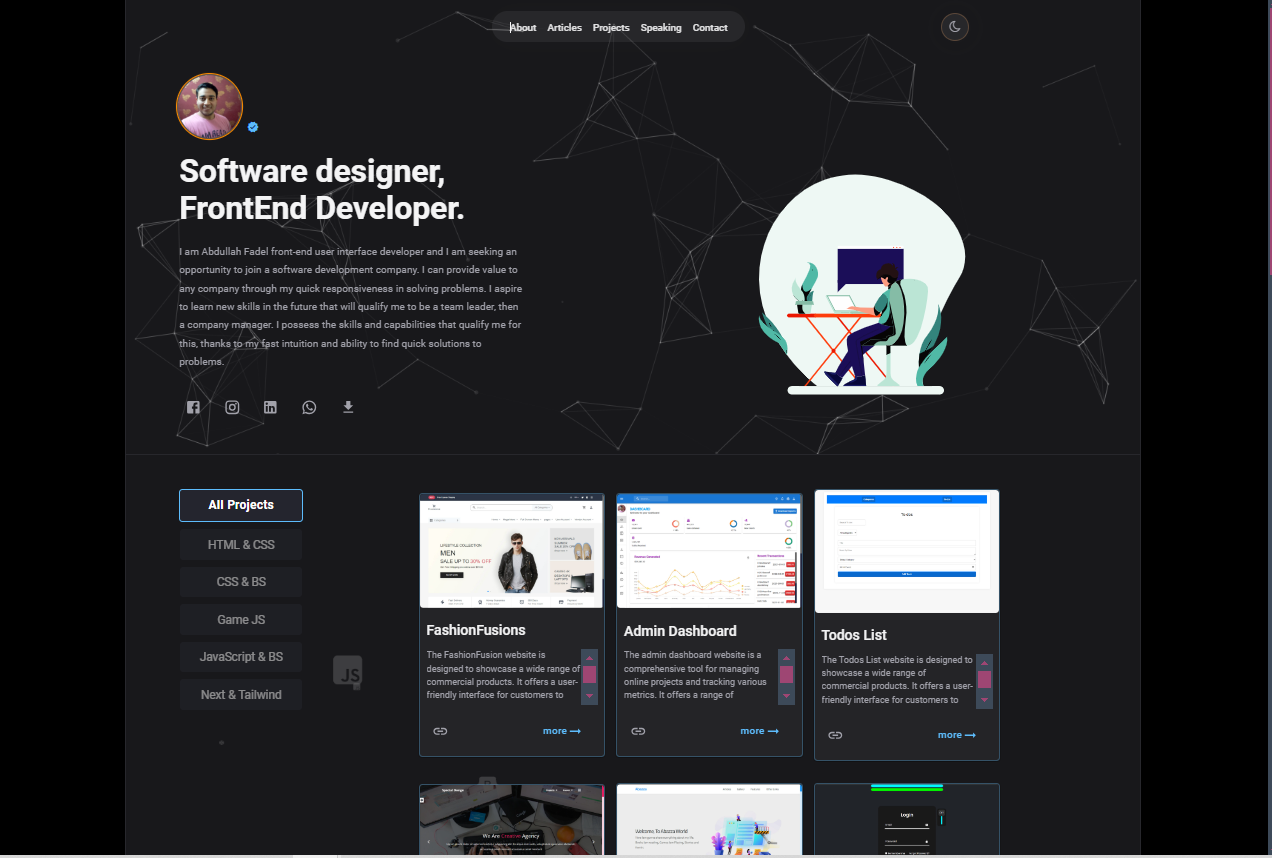 About Articles Projects Speaking Contact
Software designer,
FrontEnd Developer.
I am Abdullah Fadel front-end user interface developer and I am seeking an
opportunity to join a software development company. I can provide value to
any company through my quick responsiveness in solving problems. I aspire
to learn new skills in the future that will qualify me to be a team leader, then
a company manager. I possess the skills and capabilities that qualify me for
this, thanks to my fast intuition and ability to find quick solutions to
problems.
All Projects
HTML & CSS
CSS & BS
Game JS
JavaScript & BS
Next & Tailwind
JS
LIFESTYLE COLLECTION
MEN
SALE UP TO 30% OFF
FashionFusions
The FashionFusion website is
designed to showcase a wide range of
commercial products. It offers a user-
friendly interface for customers to
more
DASHBOARD
Admin Dashboard
The admin dashboard website is a
comprehensive tool for managing
online projects and tracking various
metrics. It offers a range of
more
Todos List
The Todos List website is designed to
showcase a wide range of
commercial products. It offers a user-
friendly interface for customers to
more
We Are Creative Agency
Login